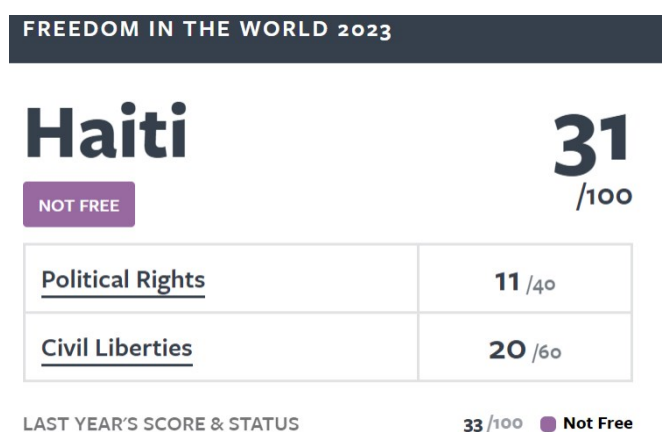 FREEDOM IN THE WORLD 2023
Haiti 31
NOT FREE /100
Political Rights 11 /40
Civil Liberties 20 /60
LAST YEAR'S SCORE & STATUS 33 /100 Not Free